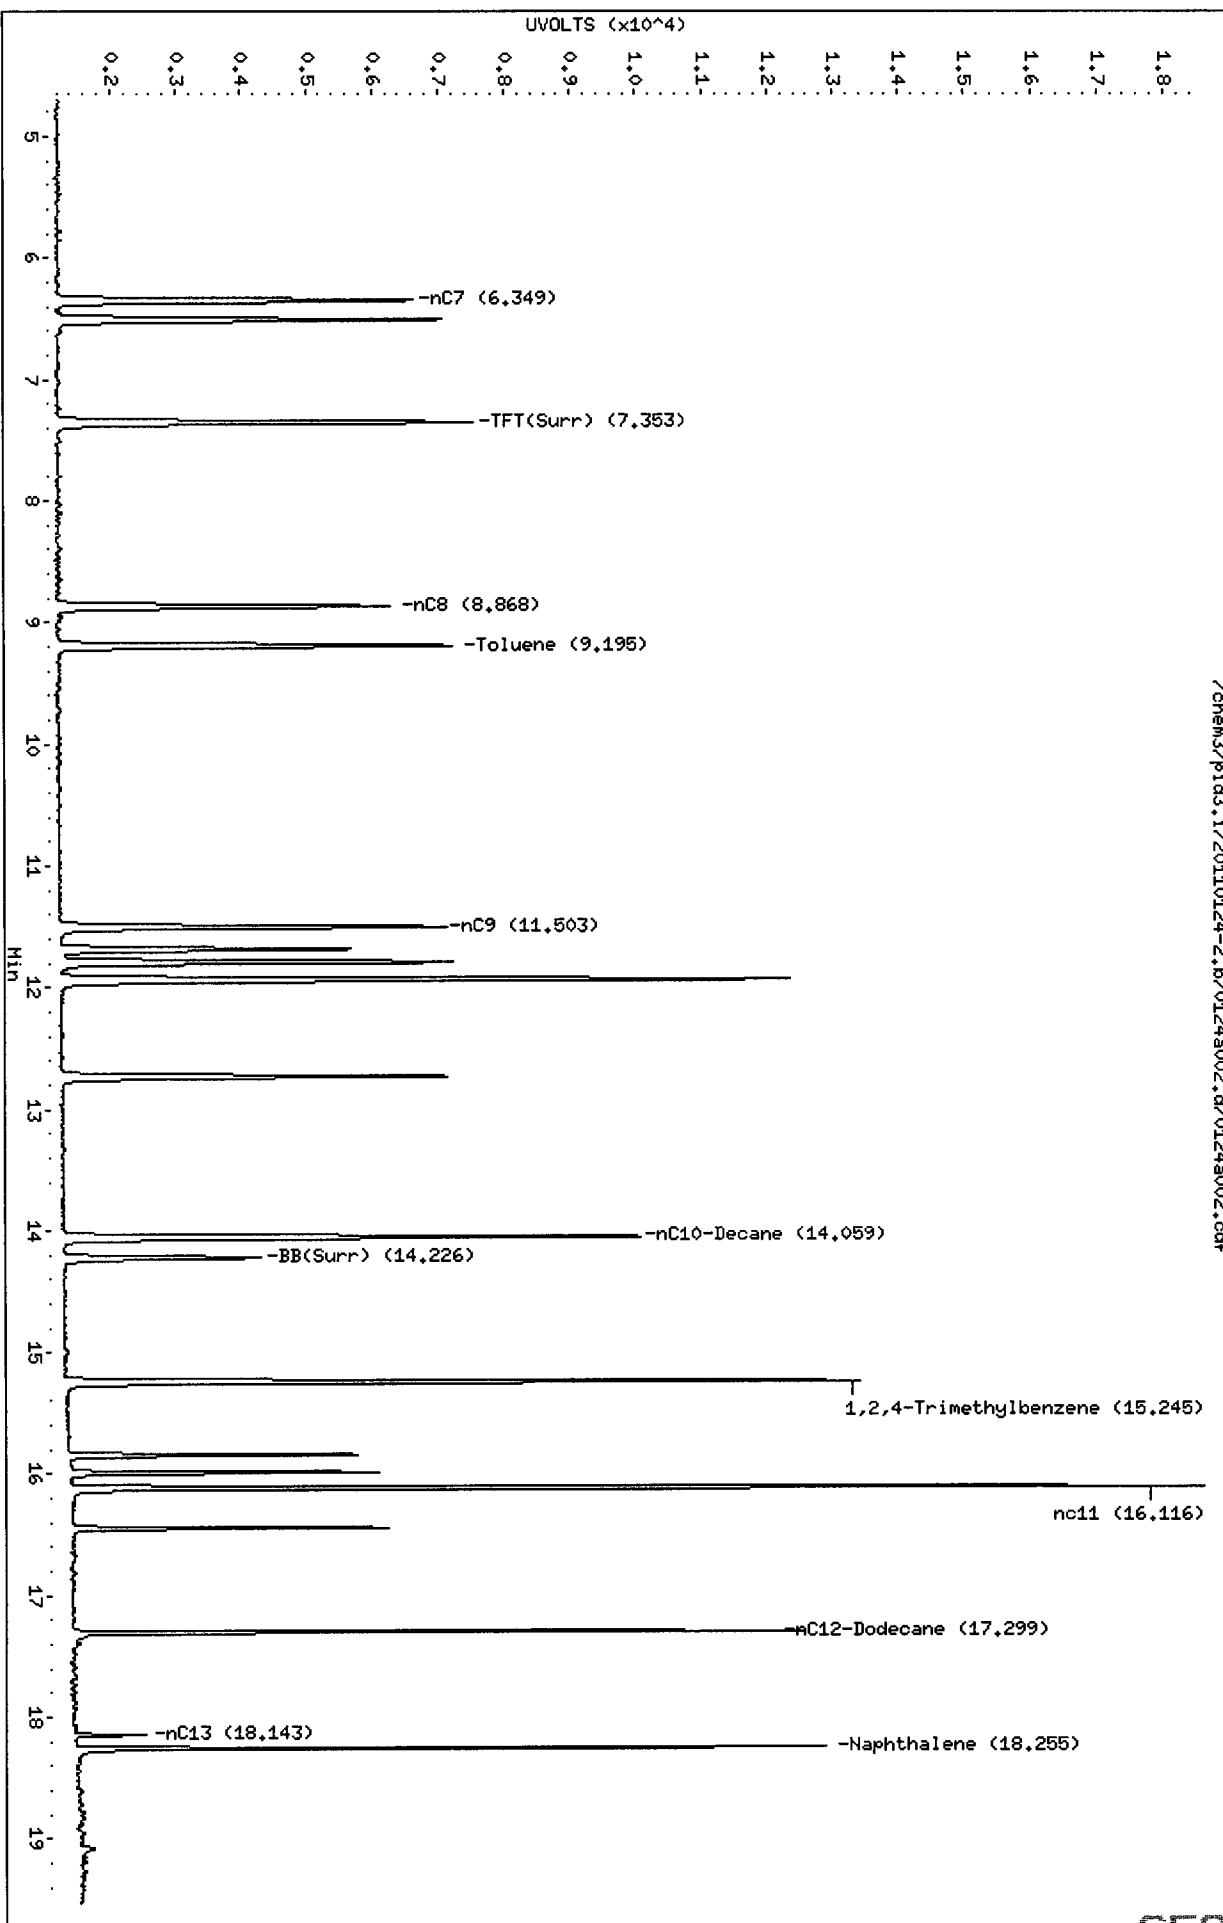 UVOLTS (x10^4)
0.2
0.3
0.4
0.5
0.6
0.7
0.8
0.9
1.0
1.1
1.2
1.3
1.4
1.5
1.6
1.7
1.8
5
6
7
8
9
10
11
12
13
14
15
16
17
18
19
Min
-nC7 (6.349)
-TFT(Surr) (7.353)
-nC8 (8.868)
-Toluene (9.195)
-nC9 (11.503)
-nC10-Decane (14.059)
-BB(Surr) (14.226)
1,2,4-Trimethylbenzene (15.245)
nc11 (16.116)
-nC12-Dodecane (17.299)
-nC13 (18.143)
-Naphthalene (18.255)